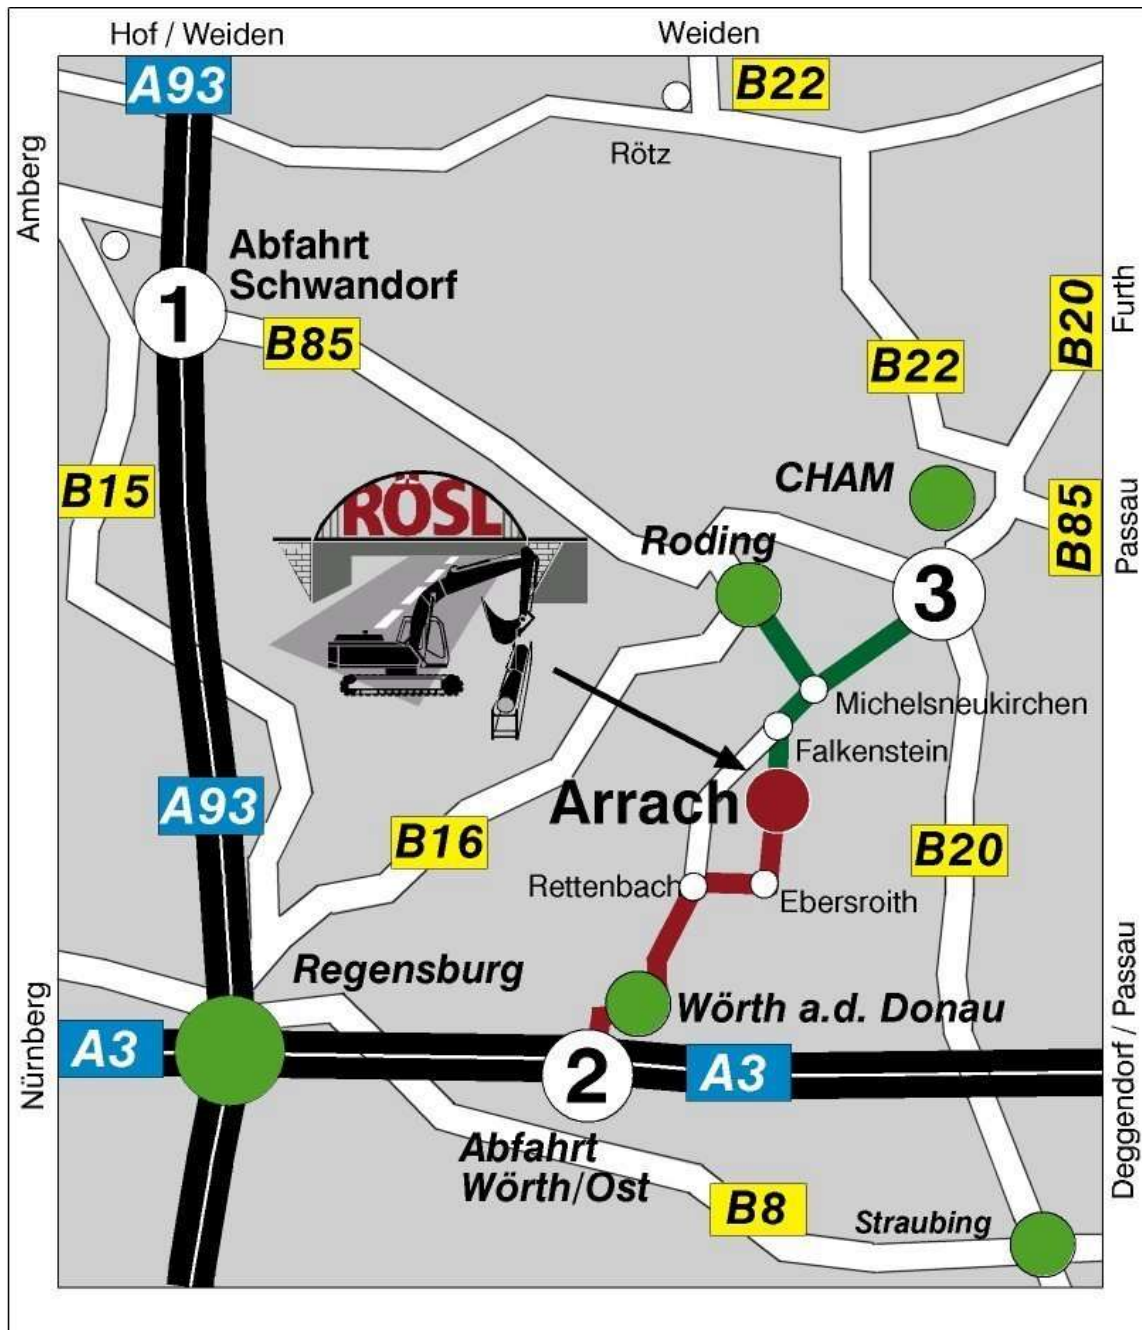 Hof / Weiden
Weiden
A93
B22
Rötz
Amberg
Abfahrt
Schwandorf
1
B85
B22
B20
Furth
B15
CHAM
B85
Passau
RÖSL
Roding
3
Michelsneukirchen
Falkenstein
A93
Arrach
B16
B20
Rettenbach
Ebersroith
Regensburg
Wörth a.d. Donau
Nürnberg
A3
2
A3
Deggendorf / Passau
Abfahrt
Wörth/Ost
B8
Straubing